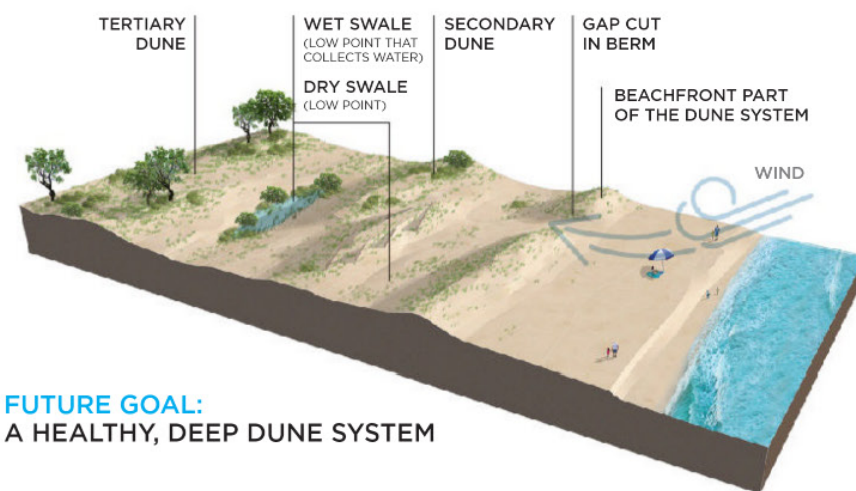 TERTIARY
DUNE
WET SWALE
(LOW POINT THAT
COLLECTS WATER)
DRY SWALE
(LOW POINT)
SECONDARY
DUNE
GAP CUT
IN BERM
BEACHFRONT PART
OF THE DUNE SYSTEM
WIND
FUTURE GOAL:
A HEALTHY, DEEP DUNE SYSTEM